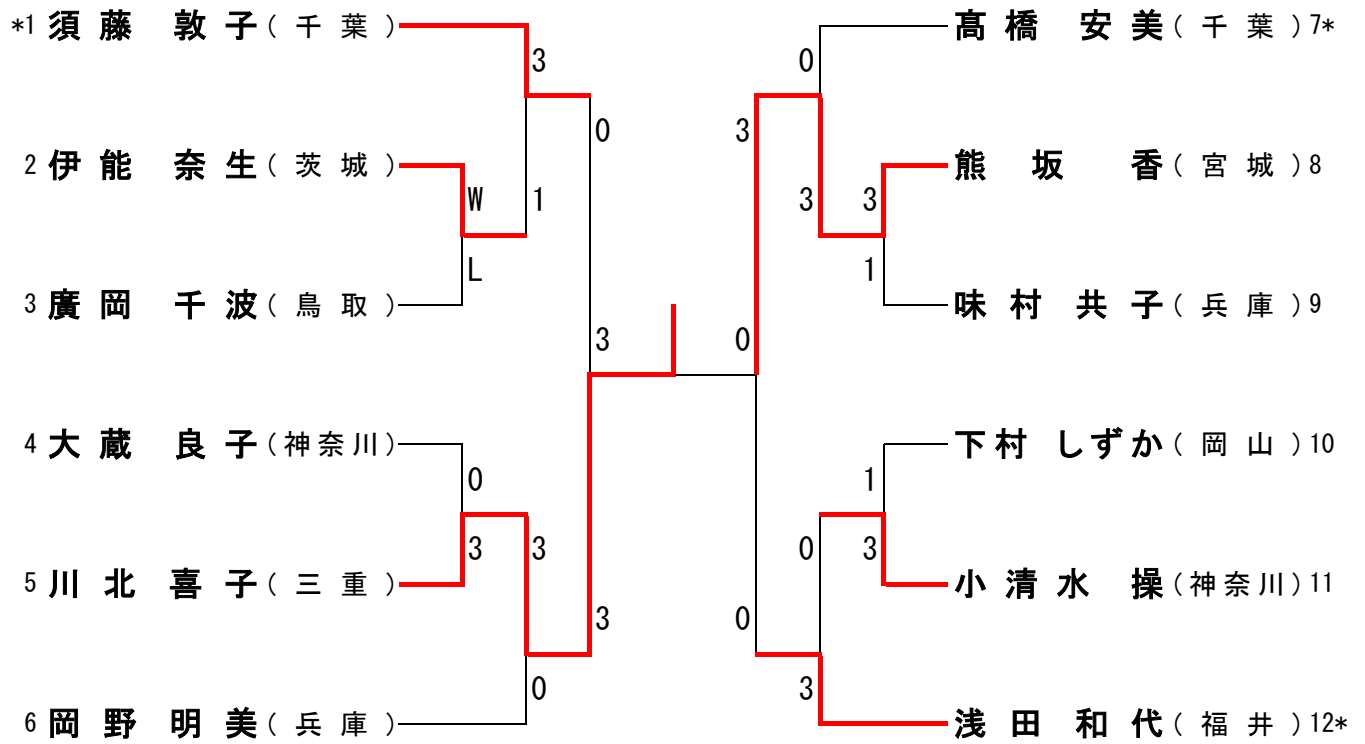 *1 須藤 敦子(千葉)
3
0
2 伊能 奈生(茨城)
W
1
L
3 廣岡 千波(鳥取)
3
4 大蔵 良子(神奈川)
0
3
3
5 川北 喜子(三重)
3
0
6 岡野 明美(兵庫)
髙橋 安美(千葉)7*
0
3
熊坂 香(宮城)8
3
3
1
味村 共子(兵庫)9
0
下村 しずか(岡山)10
1
0
3
小清水 操(神奈川)11
0
3
浅田 和代(福井)12*